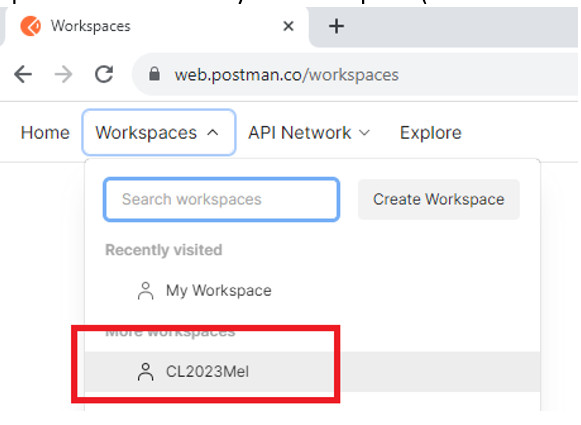 Workspaces
web.postman.co/workspaces
Home Workspaces API Network Explore
Search workspaces Create Workspace
Recently visited
My Workspace
More workspaces
CL2023Mel